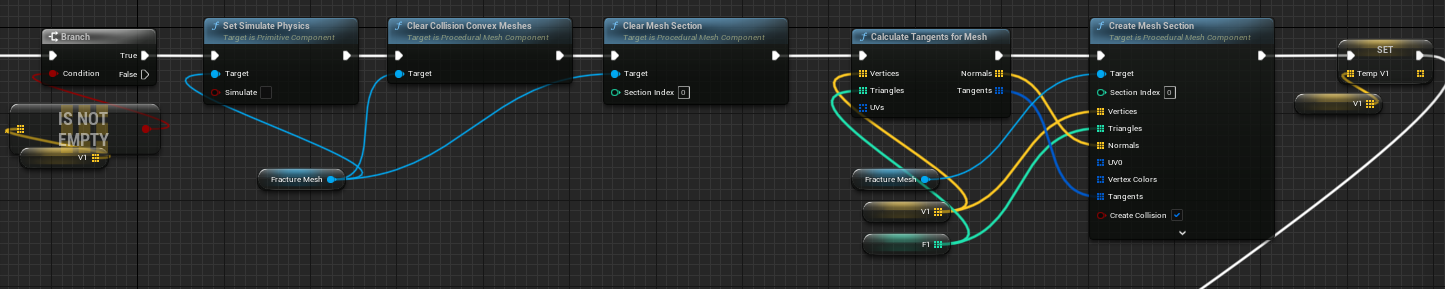 Branch
True
Condition
False
IS NOT
EMPTY
V1
Set Simulate Physics
Target is Primitive Component
Target
Simulate
Clear Collision Convex Meshes
Target is Procedural Mesh Component
Target
Clear Mesh Section
Target is Procedural Mesh Component
Target
Section Index 0
Fracture Mesh
Calculate Tangents for Mesh
Vertices
Normals
Triangles
Tangents
UVs
Fracture Mesh
V1
F1
Create Mesh Section
Target is Procedural Mesh Component
Target
Section Index 0
Vertices
Triangles
Normals
UV0
Vertex Colors
Tangents
Create Collision
SET
Temp V1
V1